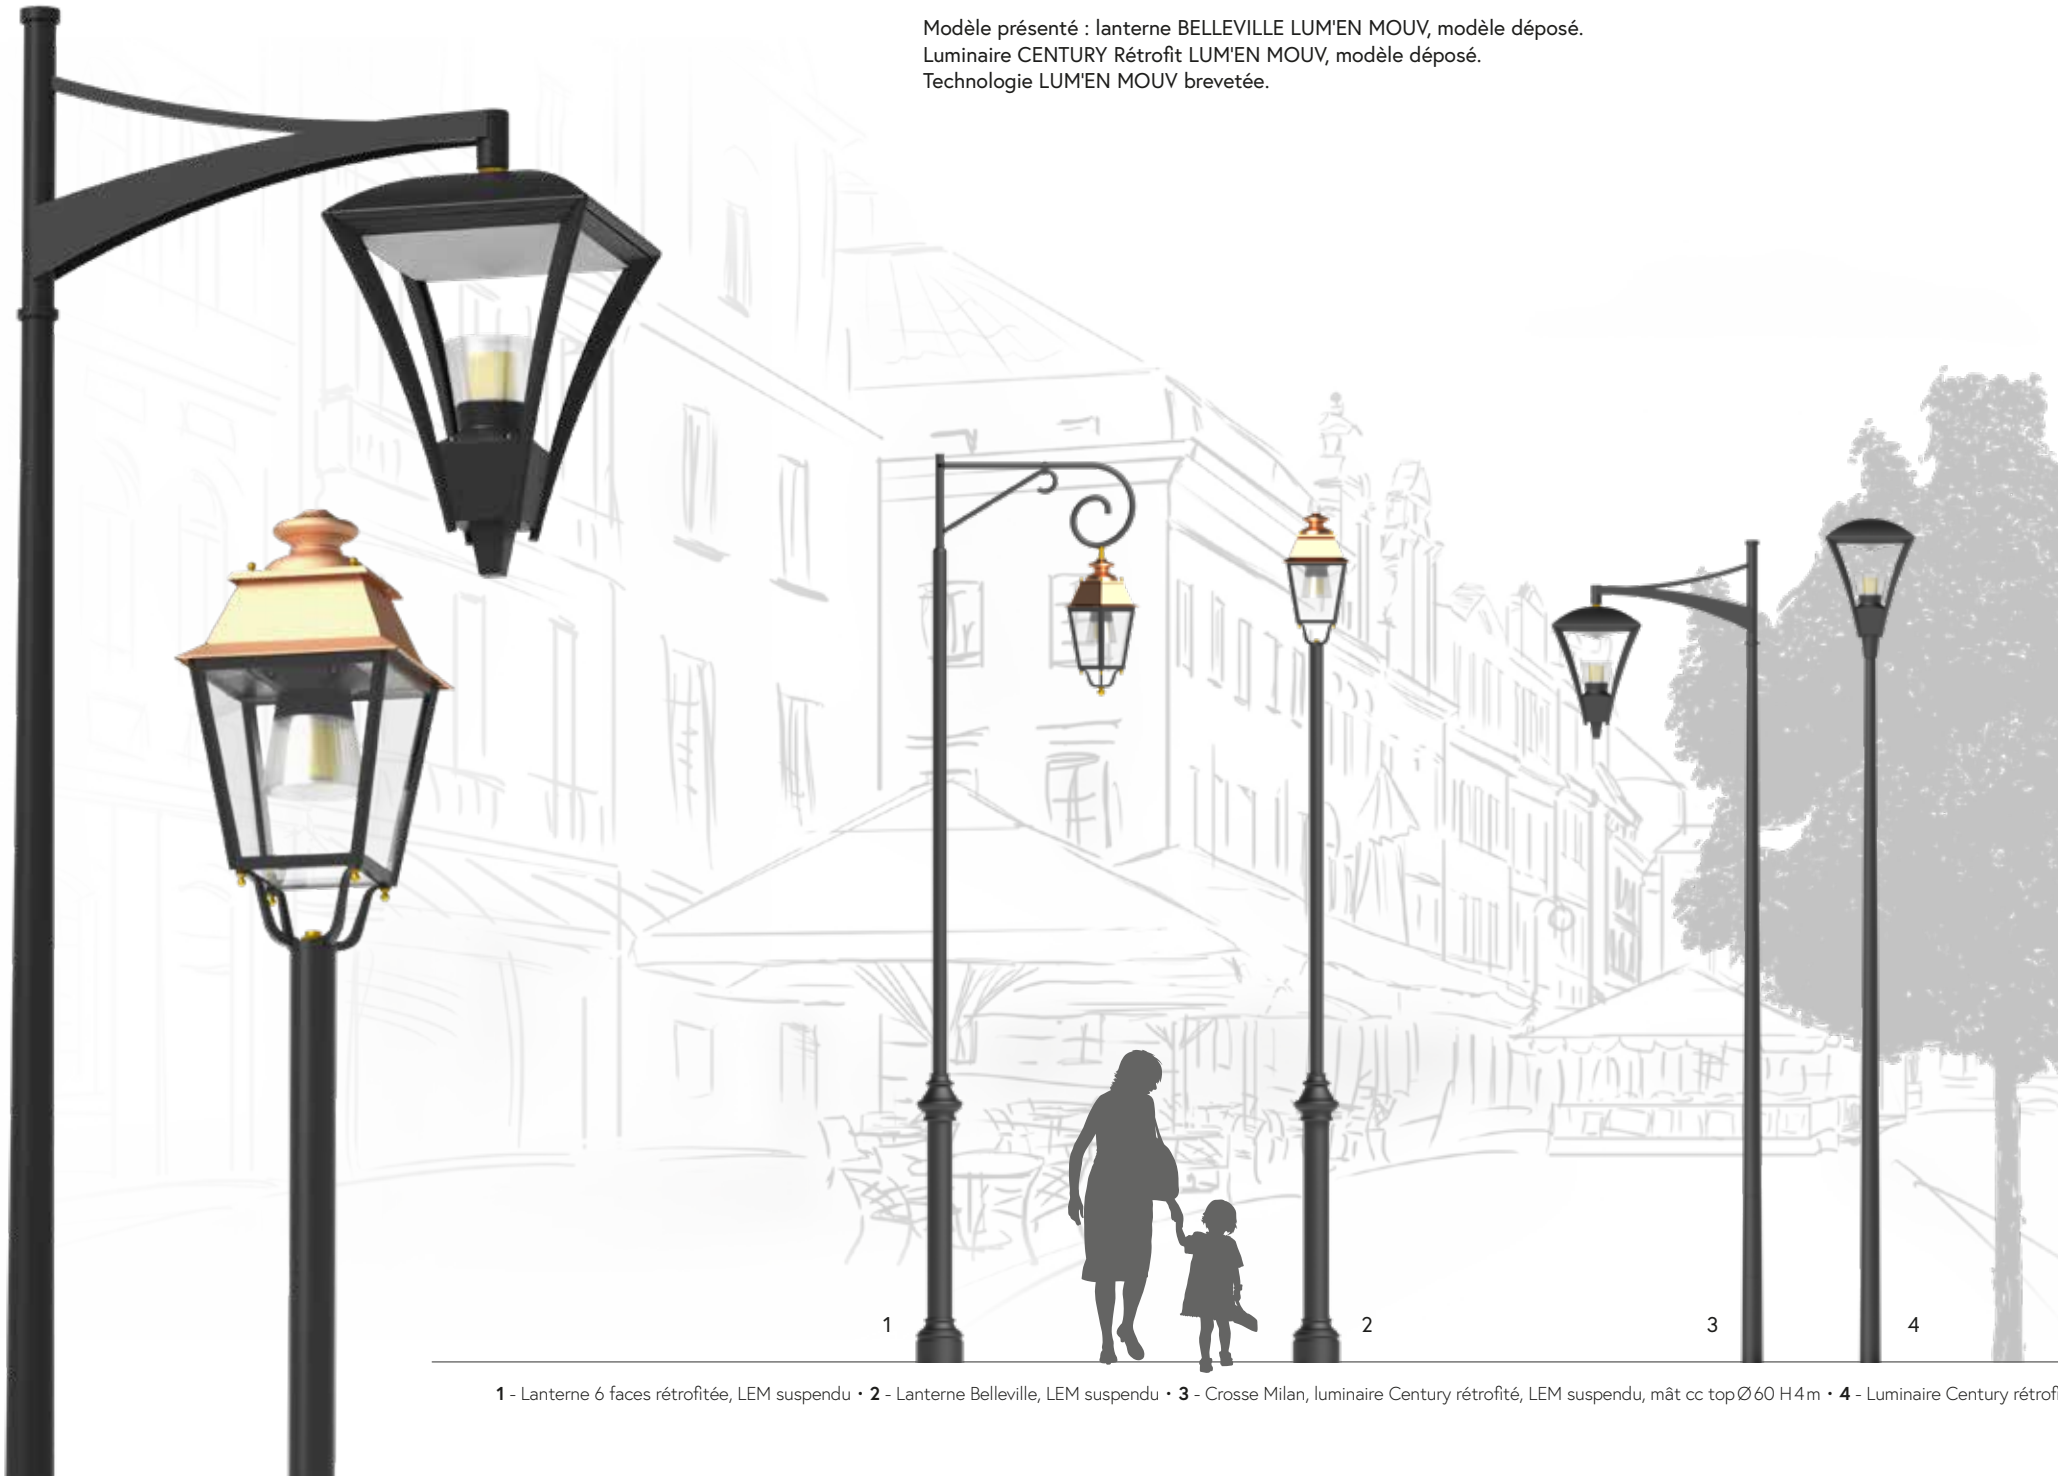 Modèle présenté : lanterne BELLEVILLE LUM'EN MOUV, modèle déposé.
Luminaire CENTURY Rétrofit LUM'EN MOUV, modèle déposé.
Technologie LUM'EN MOUV brevetée.
1 2 3 4
1 - Lanterne 6 faces rétrofitée, LEM suspendu • 2 - Lanterne Belleville, LEM suspendu • 3 - Crosse Milan, luminaire Century rétrofité, LEM suspendu, mât cc top Ø 60 H 4 m • 4 - Luminaire Century